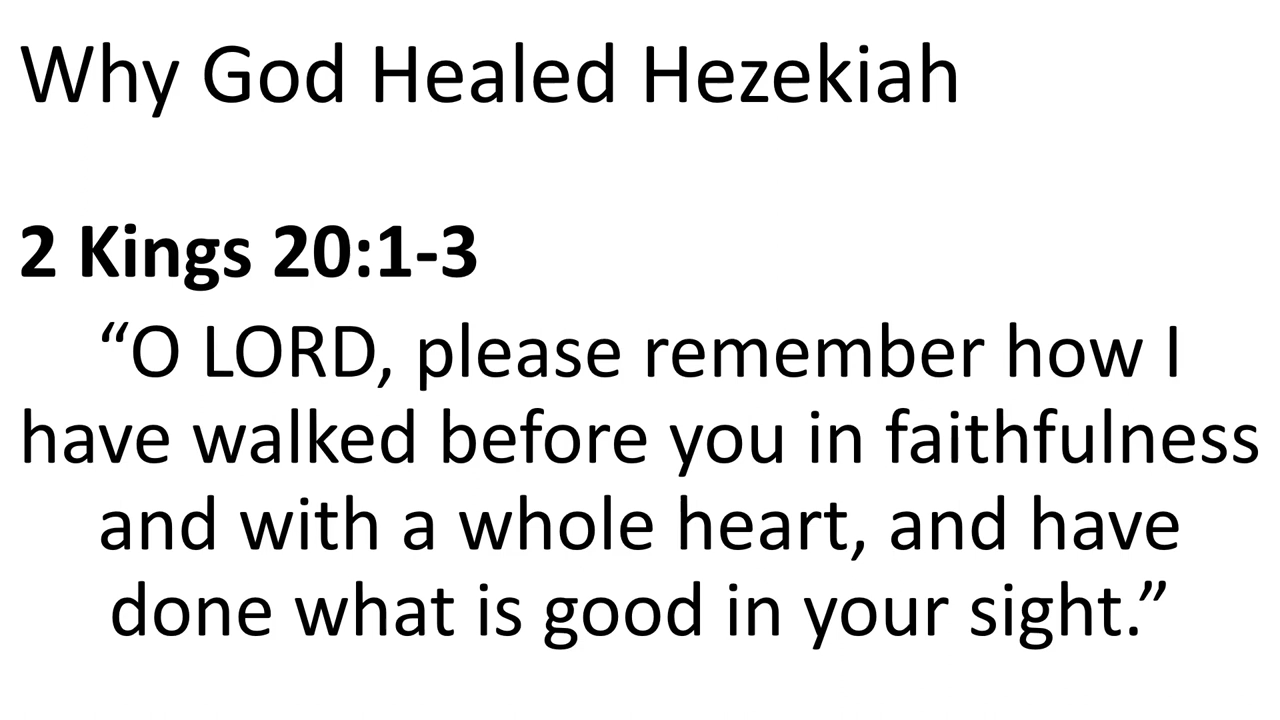 Why God Healed Hezekiah
2 Kings 20:1-3
“O LORD, please remember how I
have walked before you in faithfulness
and with a whole heart, and have
done what is good in your sight.”